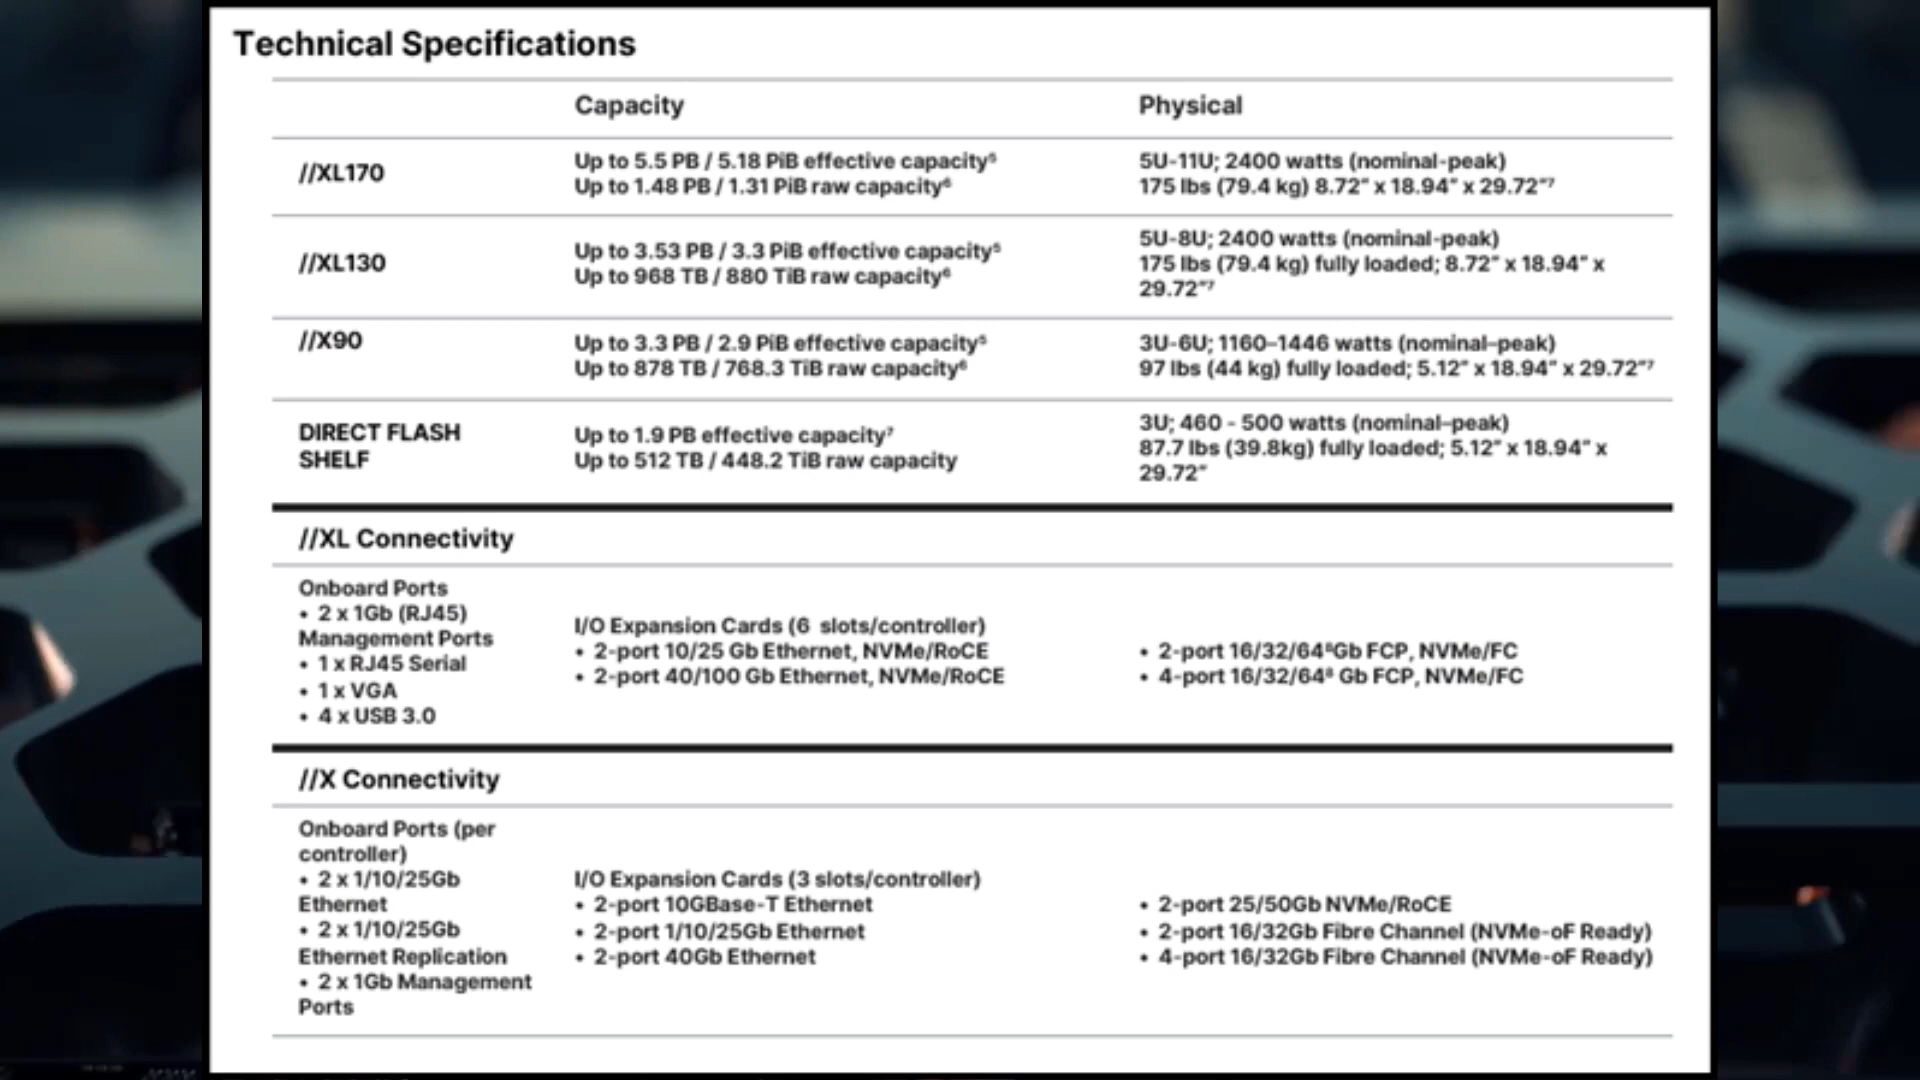 Technical Specifications
Capacity Physical
//XL170
Up to 5.5 PB / 5.18 PiB effective capacity⁵
Up to 1.48 PB / 1.31 PiB raw capacity⁶
5U-11U; 2400 watts (nominal-peak)
175 lbs (79.4 kg) 8.72” x 18.94” x 29.72”⁷
//XL130
Up to 3.53 PB / 3.3 PiB effective capacity⁵
Up to 968 TB / 880 TiB raw capacity⁶
5U-8U; 2400 watts (nominal-peak)
175 lbs (79.4 kg) fully loaded; 8.72” x 18.94” x
29.72”⁷
//X90
Up to 3.3 PB / 2.9 PiB effective capacity⁵
Up to 878 TB / 768.3 TiB raw capacity⁶
3U-6U; 1160–1446 watts (nominal–peak)
97 lbs (44 kg) fully loaded; 5.12” x 18.94” x 29.72”⁷
DIRECT FLASH
SHELF
Up to 1.9 PB effective capacity⁷
Up to 512 TB / 448.2 TiB raw capacity
3U; 460 - 500 watts (nominal–peak)
87.7 lbs (39.8kg) fully loaded; 5.12” x 18.94” x
29.72”
//XL Connectivity
Onboard Ports
• 2 x 1Gb (RJ45)
Management Ports
• 1 x RJ45 Serial
• 1 x VGA
• 4 x USB 3.0
I/O Expansion Cards (6 slots/controller)
• 2-port 10/25 Gb Ethernet, NVMe/RoCE
• 2-port 40/100 Gb Ethernet, NVMe/RoCE
• 2-port 16/32/64⁸Gb FCP, NVMe/FC
• 4-port 16/32/64⁸ Gb FCP, NVMe/FC
//X Connectivity
Onboard Ports (per
controller)
• 2 x 1/10/25Gb
Ethernet
• 2 x 1/10/25Gb
Ethernet Replication
• 2 x 1Gb Management
Ports
I/O Expansion Cards (3 slots/controller)
• 2-port 10GBase-T Ethernet
• 2-port 1/10/25Gb Ethernet
• 2-port 40Gb Ethernet
• 2-port 25/50Gb NVMe/RoCE
• 2-port 16/32Gb Fibre Channel (NVMe-oF Ready)
• 4-port 16/32Gb Fibre Channel (NVMe-oF Ready)